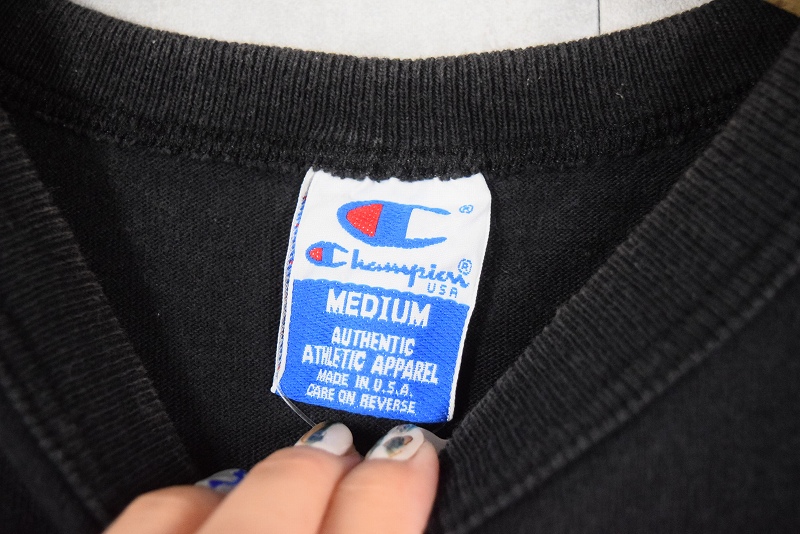 ®
Champion®
USA
MEDIUM
AUTHENTIC
ATHLETIC APPAREL
MADE IN U.S.A.
CARE ON REVERSE